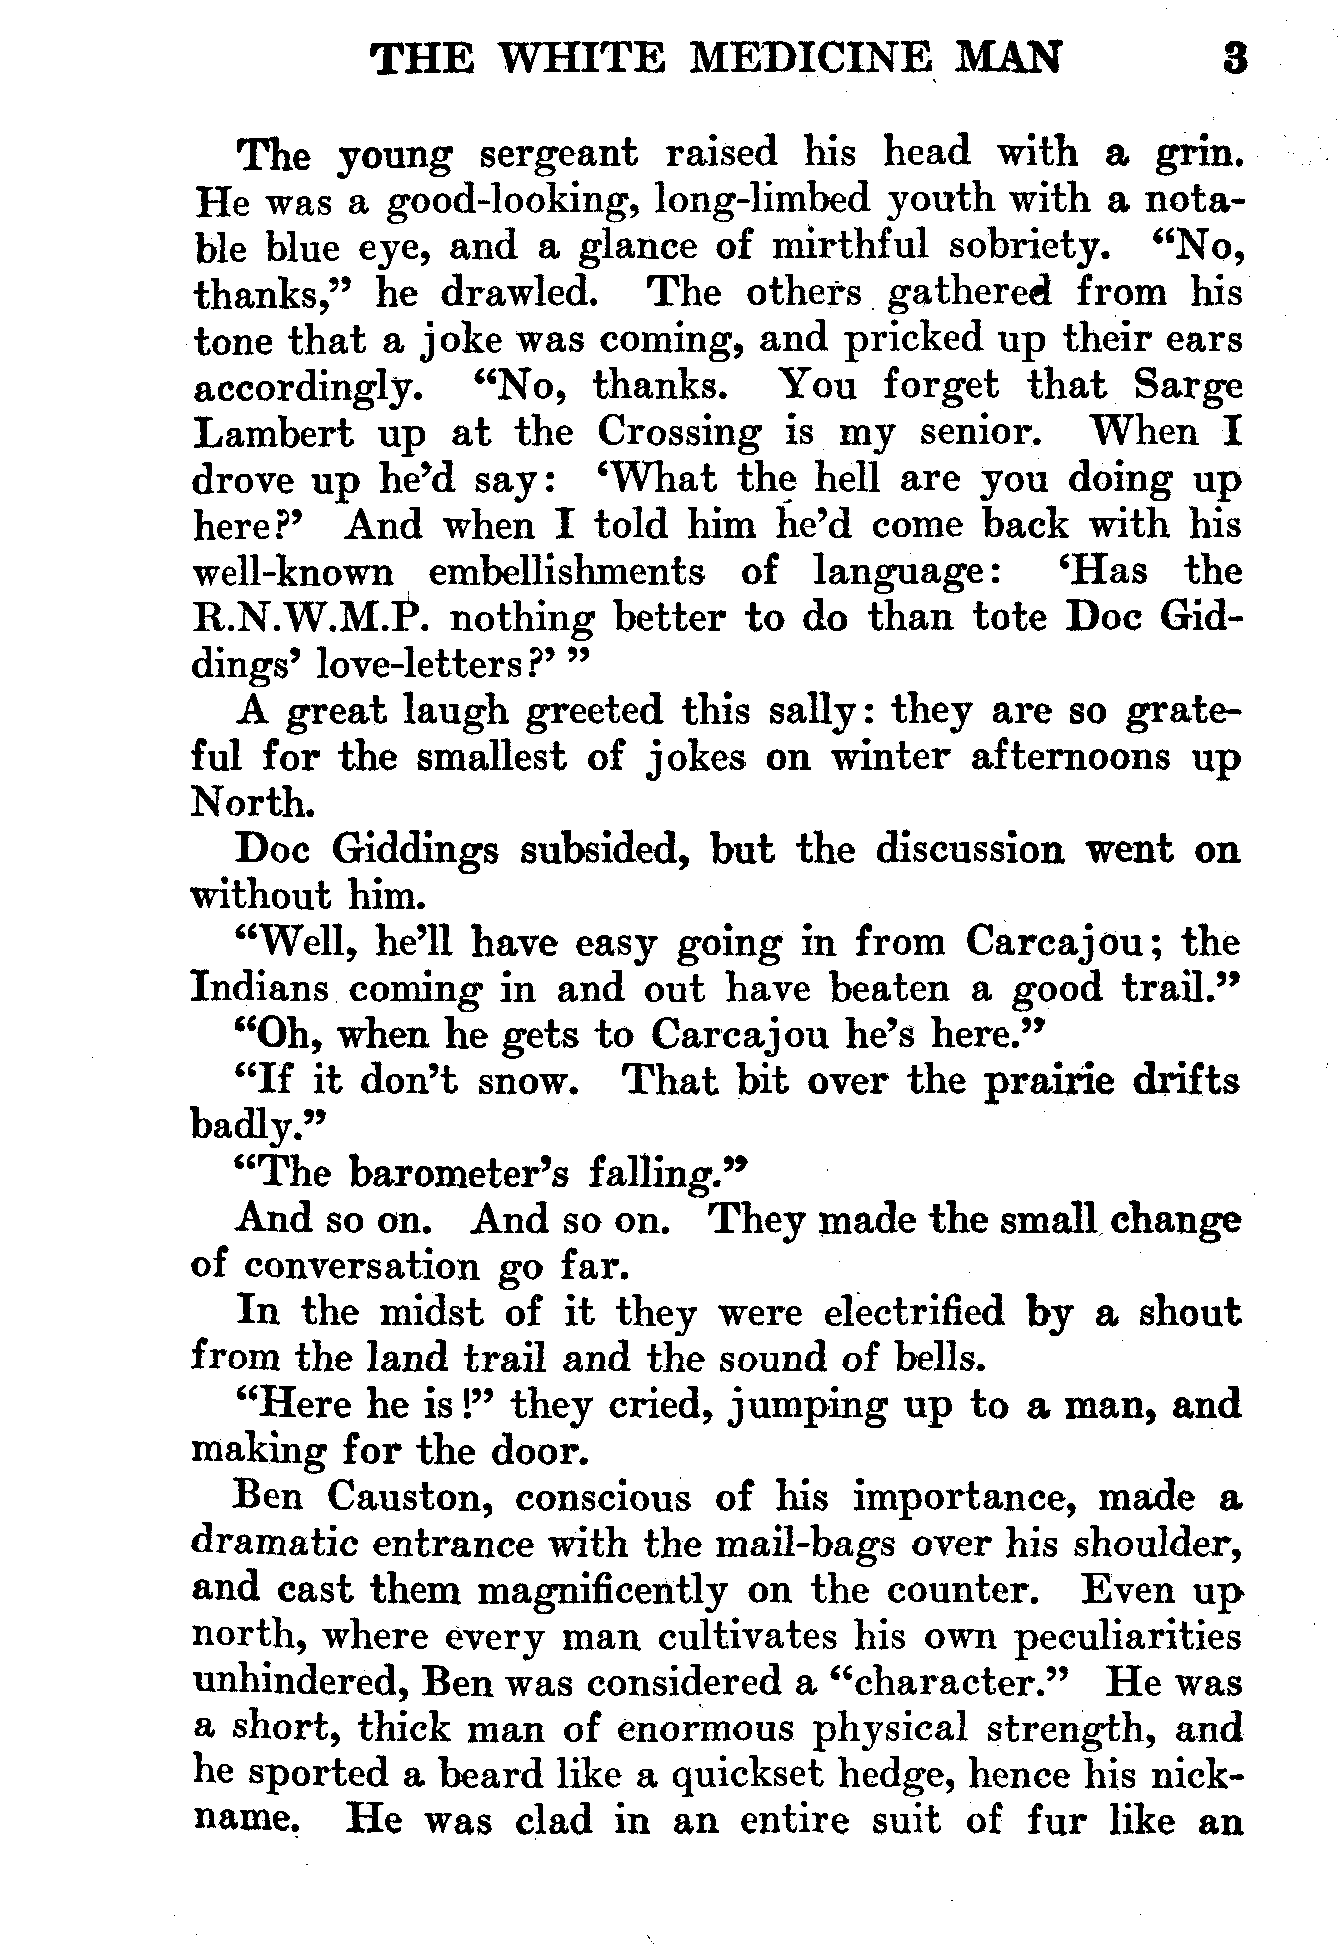 THE WHITE MEDICINE MAN 3
The young sergeant raised his head with a grin.
He was a good-looking, long-limbed youth with a nota-
ble blue eye, and a glance of mirthful sobriety. “No,
thanks,” he drawled. The others gathered from his
tone that a joke was coming, and pricked up their ears
accordingly. “No, thanks. You forget that Sarge
Lambert up at the Crossing is my senior. When I
drove up he’d say: ‘What the hell are you doing up
here?’ And when I told him he’d come back with his
well-known embellishments of language: ‘Has the
R.N.W.M.P. nothing better to do than tote Doc Gid-
dings’ love-letters?’ ”
A great laugh greeted this sally: they are so grate-
ful for the smallest of jokes on winter afternoons up
North.
Doc Giddings subsided, but the discussion went on
without him.
“Well, he’ll have easy going in from Carcajou; the
Indians coming in and out have beaten a good trail.”
“Oh, when he gets to Carcajou he’s here.”
“If it don’t snow. That bit over the prairie drifts
badly.”
“The barometer’s falling.”
And so on. And so on. They made the small change
of conversation go far.
In the midst of it they were electrified by a shout
from the land trail and the sound of bells.
“Here he is!” they cried, jumping up to a man, and
making for the door.
Ben Causton, conscious of his importance, made a
dramatic entrance with the mail-bags over his shoulder,
and cast them magnificently on the counter. Even up
north, where every man cultivates his own peculiarities
unhindered, Ben was considered a “character.” He was
a short, thick man of enormous physical strength, and
he sported a beard like a quickset hedge, hence his nick-
name. He was clad in an entire suit of fur like an